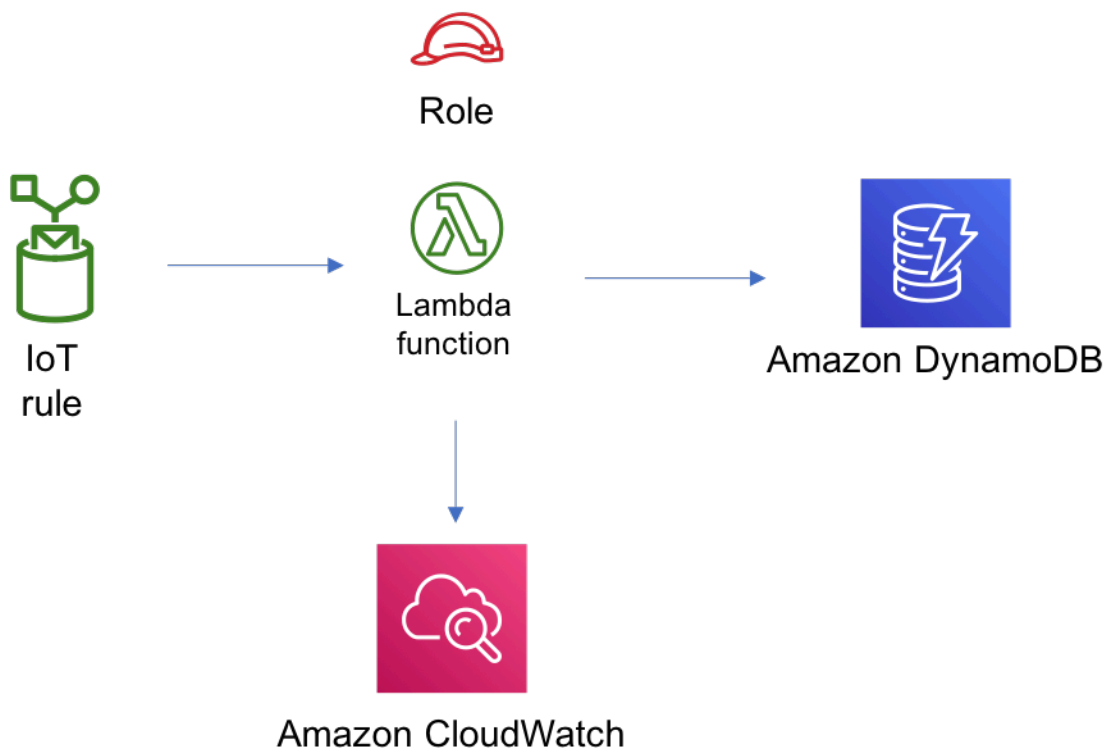 Role
IoT
rule
Lambda
function
Amazon DynamoDB
Amazon CloudWatch